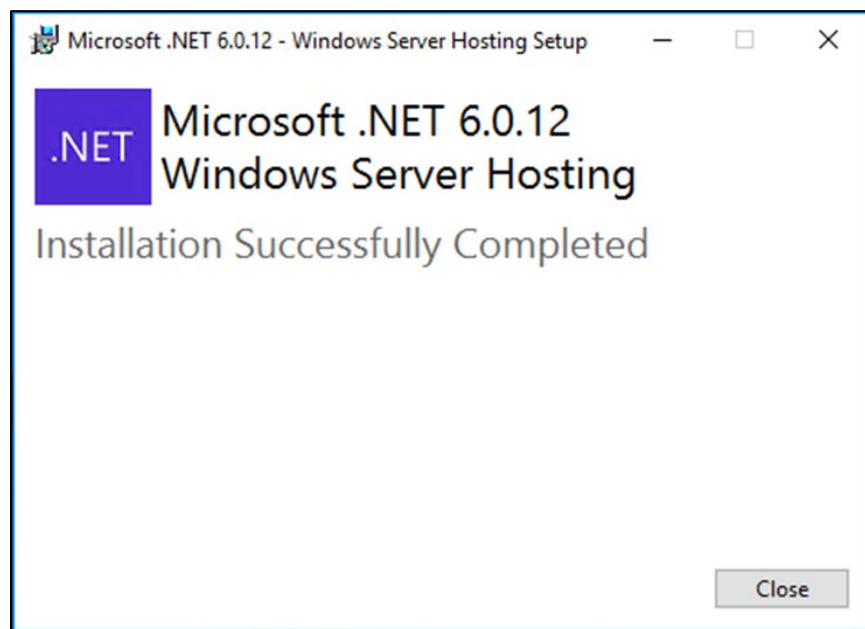 Microsoft .NET 6.0.12 - Windows Server Hosting Setup
.NET
Microsoft .NET 6.0.12
Windows Server Hosting
Installation Successfully Completed
Close